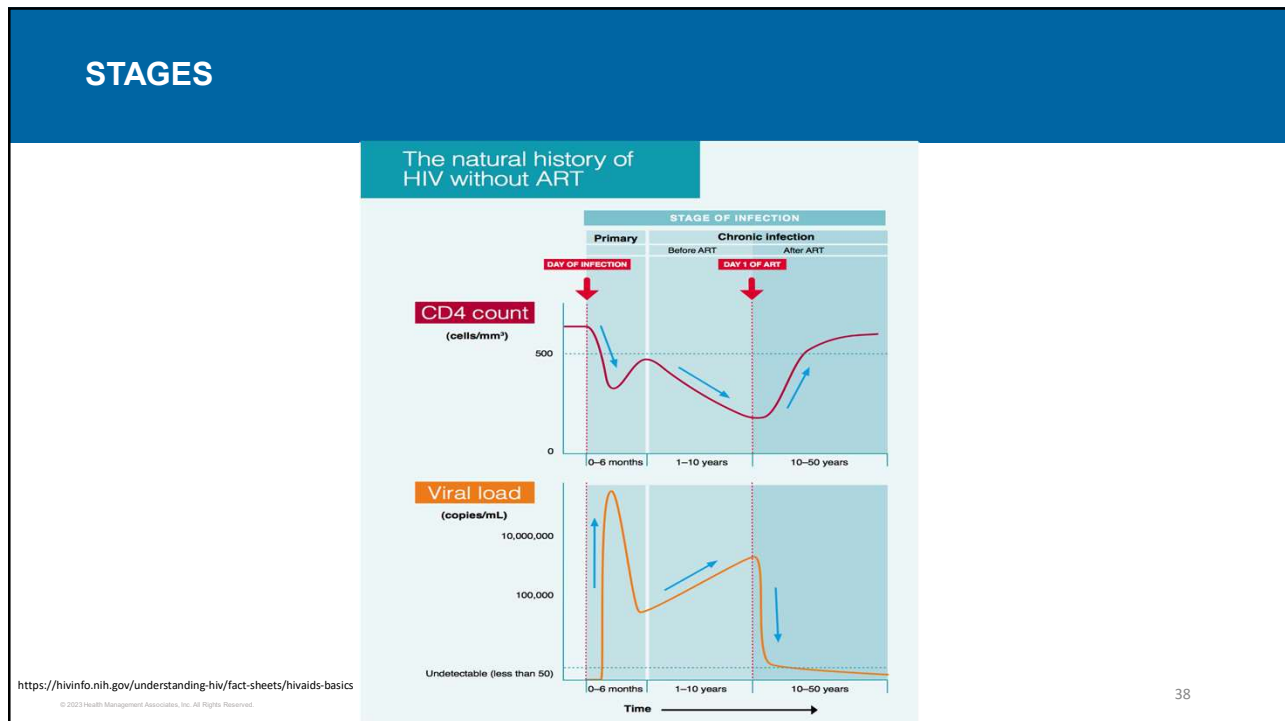 STAGES
The natural history of
HIV without ART
STAGE OF INFECTION
Primary
Chronic infection
Before ART
After ART
DAY OF INFECTION
DAY 1 OF ART
CD4 count
(cells/mm³)
500
0
0–6 months
1–10 years
10–50 years
Viral load
(copies/mL)
10,000,000
100,000
Undetectable (less than 50)
0–6 months
1–10 years
10–50 years
Time
https://hivinfo.nih.gov/understanding-hiv/fact-sheets/hivaids-basics
© 2023 Health Management Associates, Inc. All Rights Reserved.
38